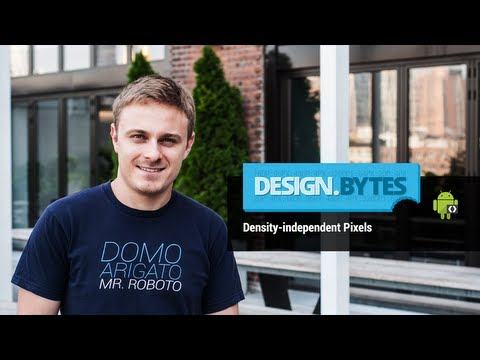 DOMO
ARIGATO
MR. ROBOTO
DESIGN.BYTES
Density-independent Pixels